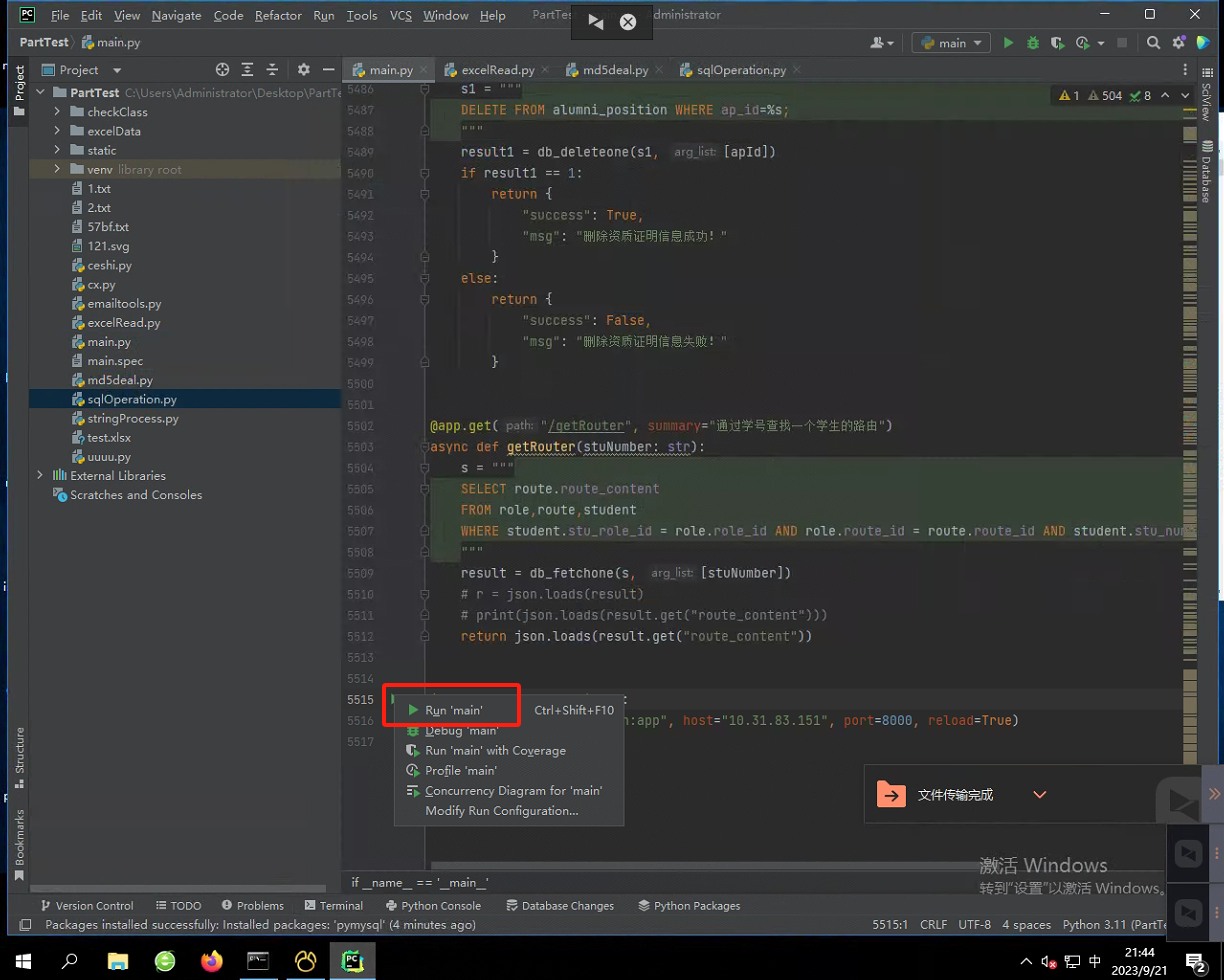 File Edit View Navigate Code Refactor Run Tools VCS Window Help PartTe dministrator
PartTest main.py
main
Project
main.py excelRead.py md5deal.py sqlOperation.py
Project
Structure
Bookmarks
SciView
Database
PartTest C:\Users\Administrator\Desktop\PartTe
checkClass
excelData
static
venv library root
1.txt
2.txt
57bf.txt
121.svg
ceshi.py
cx.py
emailtools.py
excelRead.py
main.py
main.spec
md5deal.py
sqlOperation.py
stringProcess.py
test.xlsx
uuuu.py
External Libraries
Scratches and Consoles
1 504 8
5486 s1 = """
5487 DELETE FROM alumni_position WHERE ap_id=%s;
5488 """
5489 result1 = db_deleteone(s1, arg_list: [apId])
5490 if result1 == 1:
5491 return {
5492 "success": True,
5493 "msg": "删除资质证明信息成功！"
5494 }
5495 else:
5496 return {
5497 "success": False,
5498 "msg": "删除资质证明信息失败！"
5499 }
5500
5501
5502 @app.get( path: "/getRouter", summary="通过学号查找一个学生的路由")
5503 async def getRouter(stuNumber: str):
5504 s = """
5505 SELECT route.route_content
5506 FROM role,route,student
5507 WHERE student.stu_role_id = role.role_id AND role.route_id = route.route_id AND student.stu_nu
5508 """
5509 result = db_fetchone(s, arg_list: [stuNumber])
5510 # r = json.loads(result)
5511 # print(json.loads(result.get("route_content")))
5512 return json.loads(result.get("route_content"))
5513
5514
5515 :
5516 n:app", host="10.31.83.151", port=8000, reload=True)
5517
Run 'main' Ctrl+Shift+F10
Debug 'main'
Run 'main' with Coverage
Profile 'main'
Concurrency Diagram for 'main'
Modify Run Configuration...
文件传输完成
激活 Windows
转到"设置"以激活 Windows。
if __name__ == '__main__'
Version Control TODO Problems Terminal Python Console Database Changes Python Packages
Packages installed successfully: Installed packages: 'pymysql' (4 minutes ago) 5515:1 CRLF UTF-8 4 spaces Python 3.11 (PartTe
中
21:44
2023/9/21
2